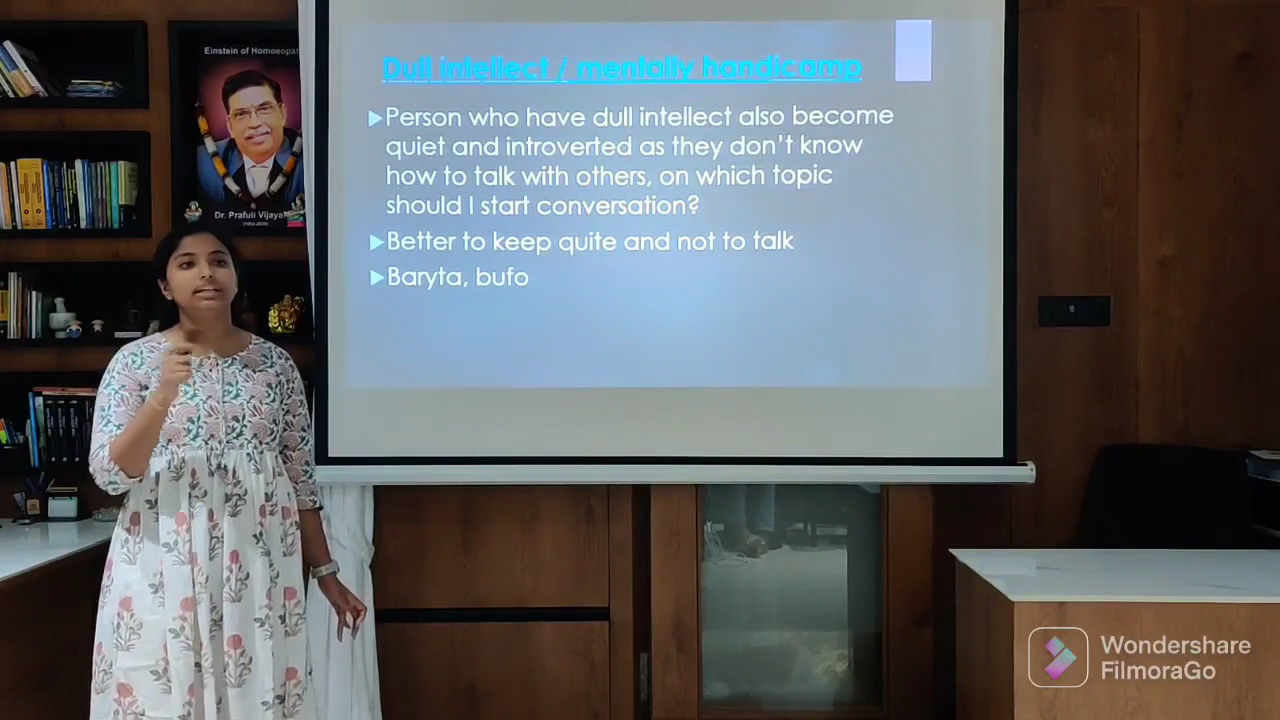 Einstein of Homoeopat
Dr. Prafull Vijayak
Dull intellect / mentally handicamp
Person who have dull intellect also become
quiet and introverted as they don't know
how to talk with others, on which topic
should I start conversation?
Better to keep quite and not to talk
Baryta, bufo
Wondershare
FilmoraGo